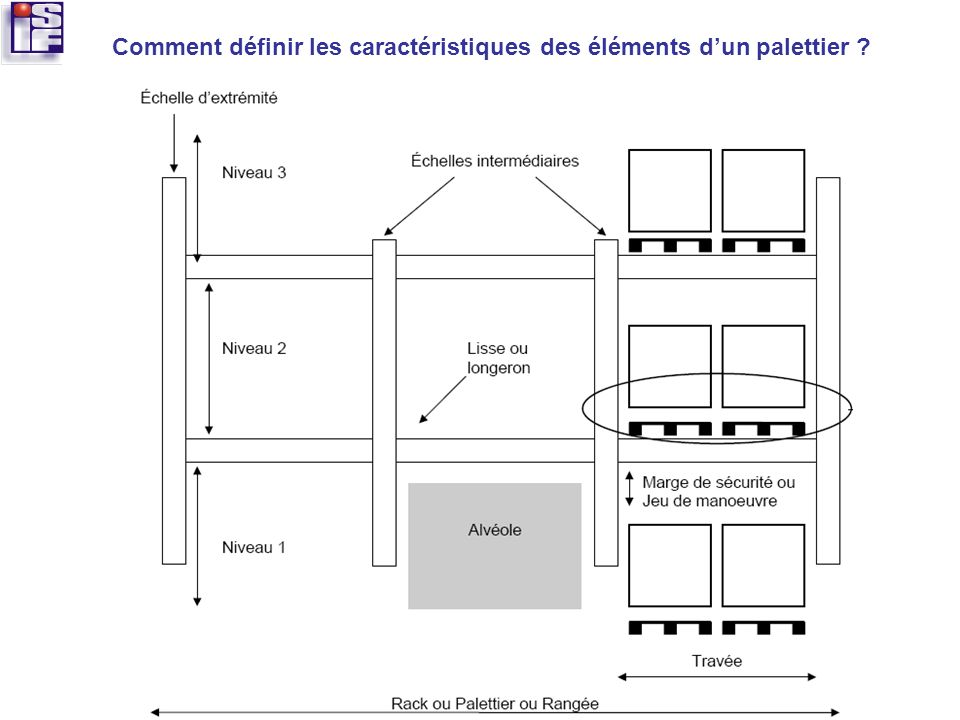 iSLF
Comment définir les caractéristiques des éléments d’un palettier ?
Échelle d’extrémité
Niveau 3
Échelles intermédiaires
Niveau 2
Lisse ou
longeron
Marge de sécurité ou
Jeu de manoeuvre
Alvéole
Niveau 1
Travée
Rack ou Palettier ou Rangée